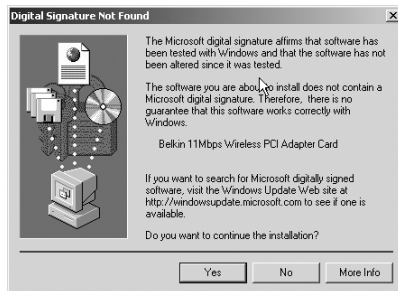 Digital Signature Not Found
The Microsoft digital signature affirms that software has
been tested with Windows and that the software has not
been altered since it was tested.
The software you are about to install does not contain a
Microsoft digital signature. Therefore, there is no
guarantee that this software works correctly with
Windows.
Belkin 11Mbps Wireless PCI Adapter Card
If you want to search for Microsoft digitally signed
software, visit the Windows Update Web site at
http://windowsupdate.microsoft.com to see if one is
available.
Do you want to continue the installation?
Yes No More Info